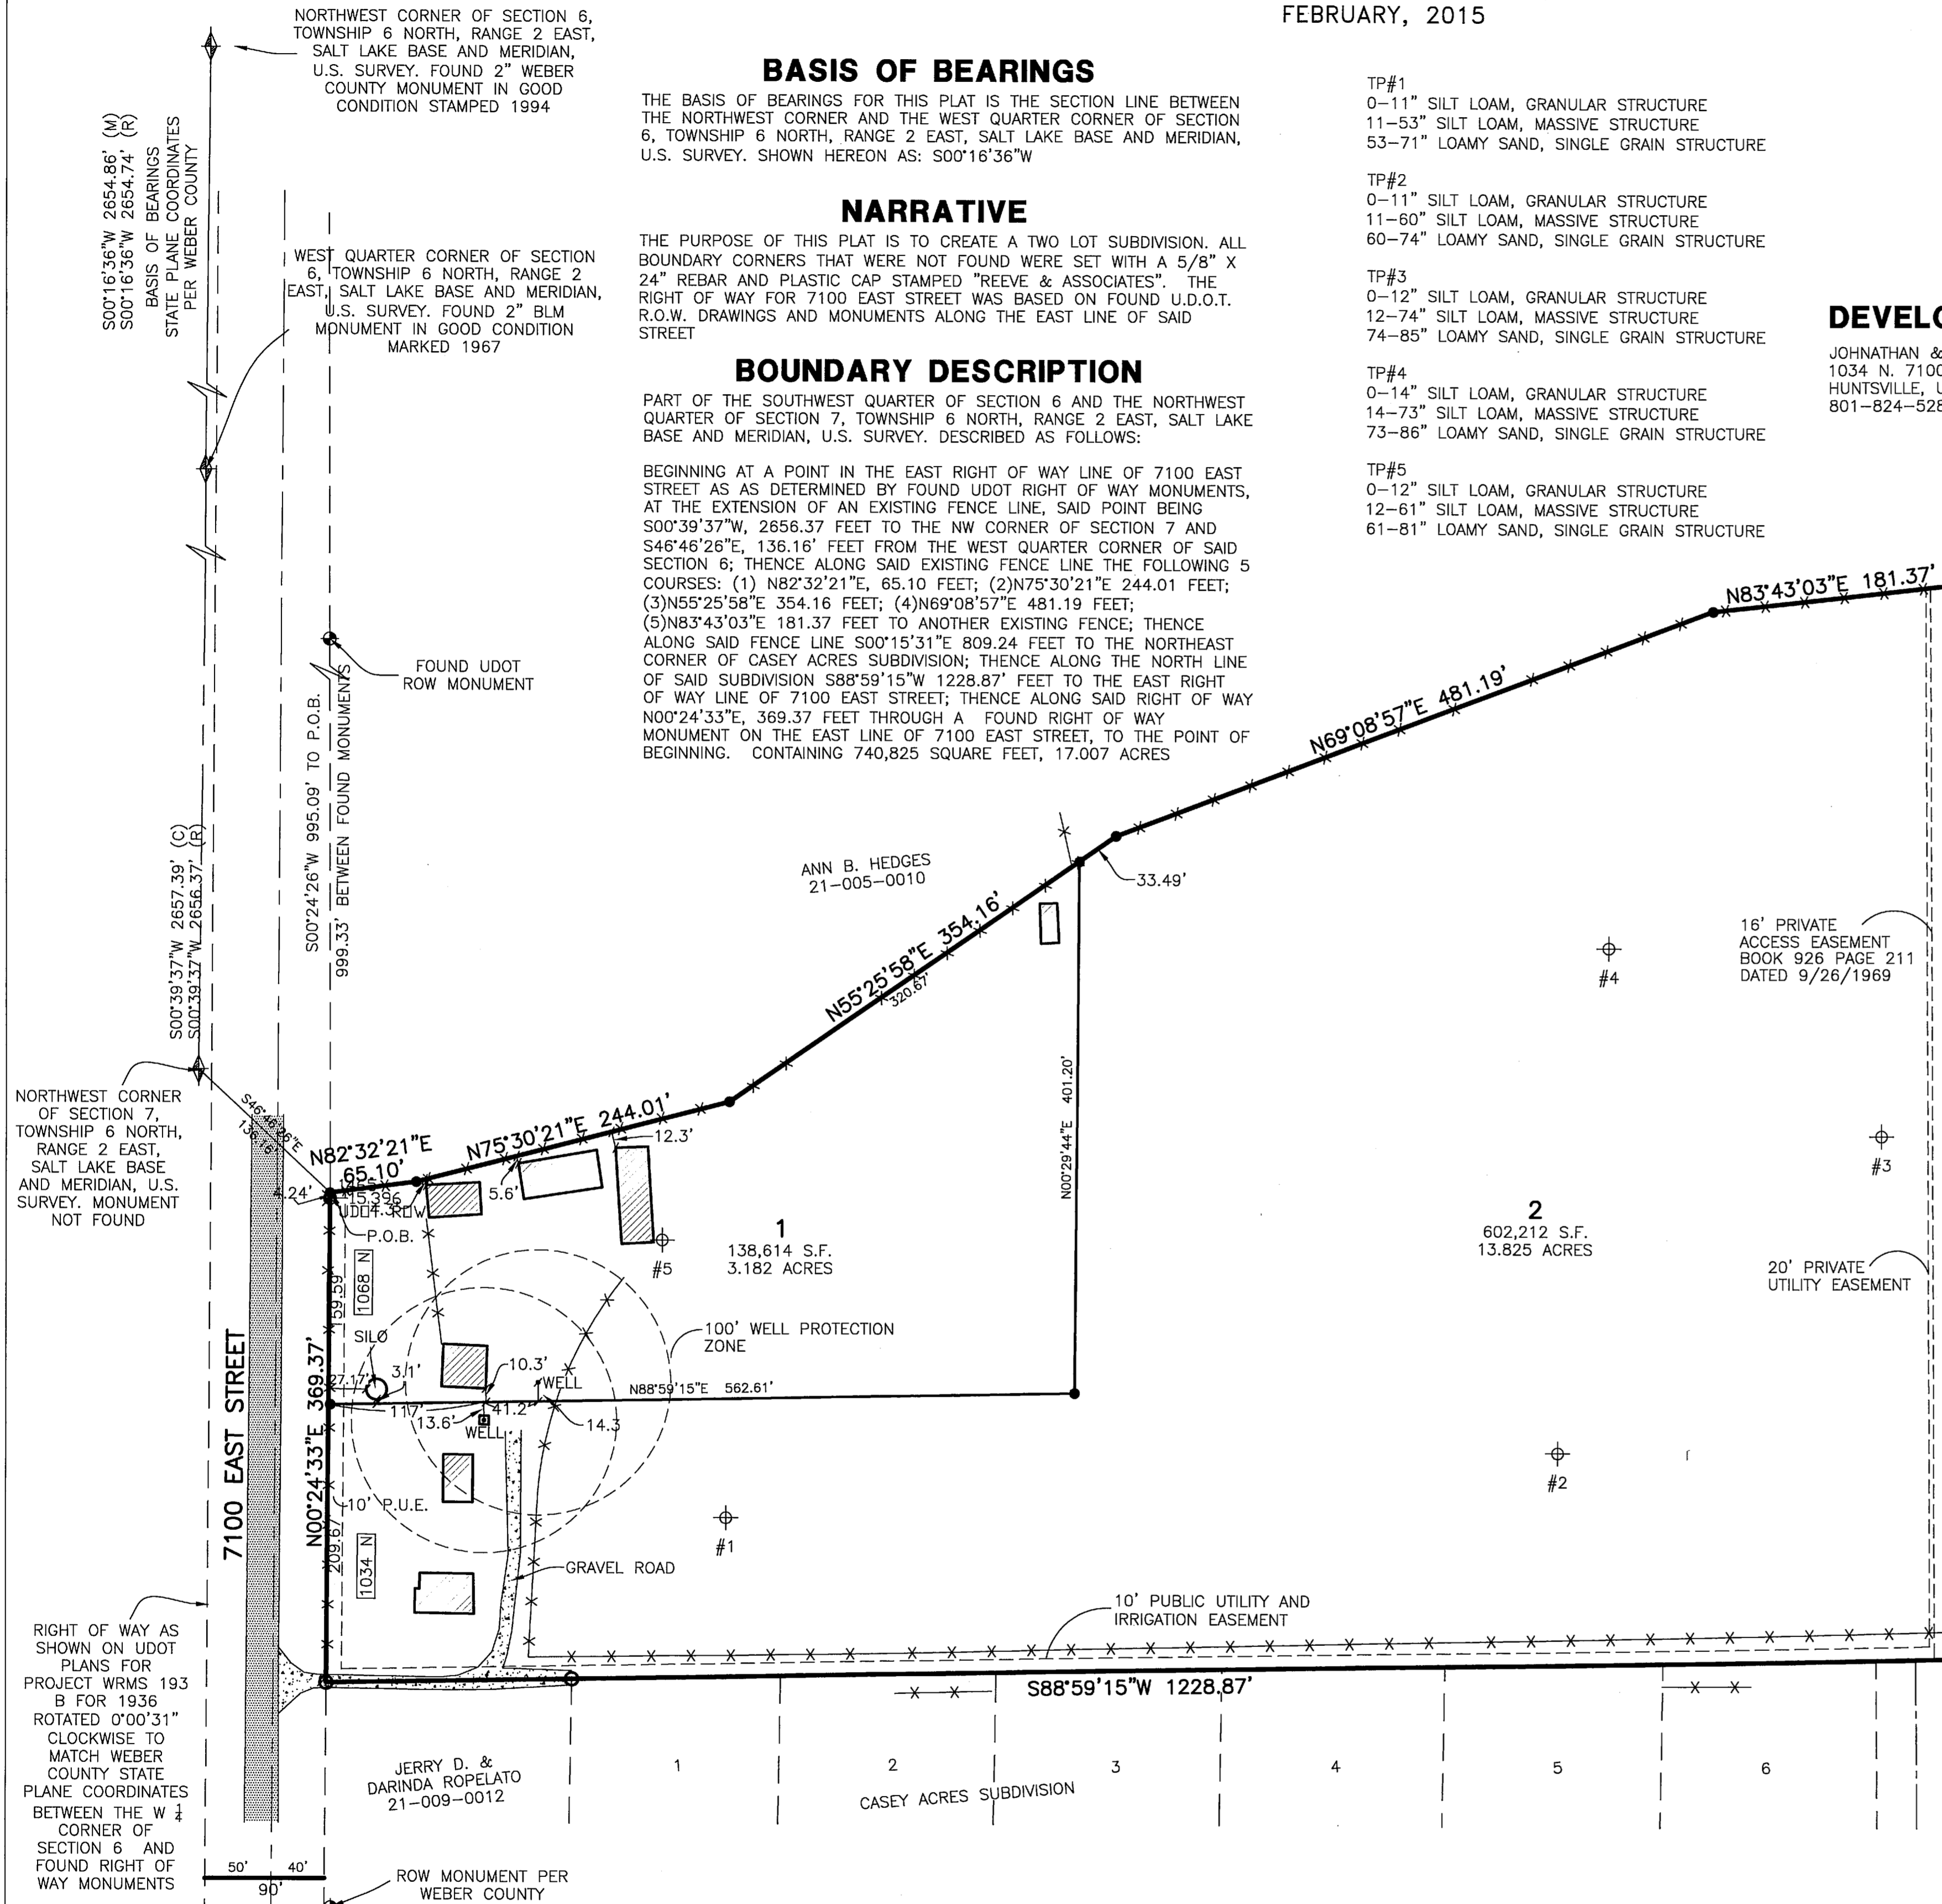 FEBRUARY, 2015
NORTHWEST CORNER OF SECTION 6,
TOWNSHIP 6 NORTH, RANGE 2 EAST,
SALT LAKE BASE AND MERIDIAN,
U.S. SURVEY. FOUND 2" WEBER
COUNTY MONUMENT IN GOOD
CONDITION STAMPED 1994
S00°16'36"W 2654.86' (M)
S00°16'36"W 2654.74' (R)
BASIS OF BEARINGS
STATE PLANE COORDINATES
PER WEBER COUNTY
WEST QUARTER CORNER OF SECTION
6, TOWNSHIP 6 NORTH, RANGE 2
EAST, SALT LAKE BASE AND MERIDIAN,
U.S. SURVEY. FOUND 2" BLM
MONUMENT IN GOOD CONDITION
MARKED 1967
BASIS OF BEARINGS
THE BASIS OF BEARINGS FOR THIS PLAT IS THE SECTION LINE BETWEEN
THE NORTHWEST CORNER AND THE WEST QUARTER CORNER OF SECTION
6, TOWNSHIP 6 NORTH, RANGE 2 EAST, SALT LAKE BASE AND MERIDIAN,
U.S. SURVEY. SHOWN HEREON AS: S00°16'36"W
NARRATIVE
THE PURPOSE OF THIS PLAT IS TO CREATE A TWO LOT SUBDIVISION. ALL
BOUNDARY CORNERS THAT WERE NOT FOUND WERE SET WITH A 5/8" X
24" REBAR AND PLASTIC CAP STAMPED "REEVE & ASSOCIATES". THE
RIGHT OF WAY FOR 7100 EAST STREET WAS BASED ON FOUND U.D.O.T.
R.O.W. DRAWINGS AND MONUMENTS ALONG THE EAST LINE OF SAID
STREET
BOUNDARY DESCRIPTION
PART OF THE SOUTHWEST QUARTER OF SECTION 6 AND THE NORTHWEST
QUARTER OF SECTION 7, TOWNSHIP 6 NORTH, RANGE 2 EAST, SALT LAKE
BASE AND MERIDIAN, U.S. SURVEY. DESCRIBED AS FOLLOWS:
BEGINNING AT A POINT IN THE EAST RIGHT OF WAY LINE OF 7100 EAST
STREET AS AS DETERMINED BY FOUND UDOT RIGHT OF WAY MONUMENTS,
AT THE EXTENSION OF AN EXISTING FENCE LINE, SAID POINT BEING
S00°39'37"W, 2656.37 FEET TO THE NW CORNER OF SECTION 7 AND
S46°46'26"E, 136.16' FEET FROM THE WEST QUARTER CORNER OF SAID
SECTION 6; THENCE ALONG SAID EXISTING FENCE LINE THE FOLLOWING 5
COURSES: (1) N82°32'21"E, 65.10 FEET; (2)N75°30'21"E 244.01 FEET;
(3)N55°25'58"E 354.16 FEET; (4)N69°08'57"E 481.19 FEET;
(5)N83°43'03"E 181.37 FEET TO ANOTHER EXISTING FENCE; THENCE
ALONG SAID FENCE LINE S00°15'31"E 809.24 FEET TO THE NORTHEAST
CORNER OF CASEY ACRES SUBDIVISION; THENCE ALONG THE NORTH LINE
OF SAID SUBDIVISION S88°59'15"W 1228.87' FEET TO THE EAST RIGHT
OF WAY LINE OF 7100 EAST STREET; THENCE ALONG SAID RIGHT OF WAY
N00°24'33"E, 369.37 FEET THROUGH A FOUND RIGHT OF WAY
MONUMENT ON THE EAST LINE OF 7100 EAST STREET, TO THE POINT OF
BEGINNING. CONTAINING 740,825 SQUARE FEET, 17.007 ACRES
TP#1
0-11" SILT LOAM, GRANULAR STRUCTURE
11-53" SILT LOAM, MASSIVE STRUCTURE
53-71" LOAMY SAND, SINGLE GRAIN STRUCTURE
TP#2
0-11" SILT LOAM, GRANULAR STRUCTURE
11-60" SILT LOAM, MASSIVE STRUCTURE
60-74" LOAMY SAND, SINGLE GRAIN STRUCTURE
TP#3
0-12" SILT LOAM, GRANULAR STRUCTURE
12-74" SILT LOAM, MASSIVE STRUCTURE
74-85" LOAMY SAND, SINGLE GRAIN STRUCTURE
TP#4
0-14" SILT LOAM, GRANULAR STRUCTURE
14-73" SILT LOAM, MASSIVE STRUCTURE
73-86" LOAMY SAND, SINGLE GRAIN STRUCTURE
TP#5
0-12" SILT LOAM, GRANULAR STRUCTURE
12-61" SILT LOAM, MASSIVE STRUCTURE
61-81" LOAMY SAND, SINGLE GRAIN STRUCTURE
DEVELO
JOHNATHAN &
1034 N. 7100
HUNTSVILLE, U
801-824-528
FOUND UDOT
ROW MONUMENT
S00°24'26"W 995.09' TO P.O.B.
999.33' BETWEEN FOUND MONUMENTS
S00°39'37"W 2657.39' (C)
S00°39'37"W 2656.37' (R)
N83°43'03"E 181.37'
N69°08'57"E 481.19'
ANN B. HEDGES
21-005-0010
33.49'
N55°25'58"E 354.16'
320.67'
16' PRIVATE
ACCESS EASEMENT
BOOK 926 PAGE 211
DATED 9/26/1969
#4
#3
NORTHWEST CORNER
OF SECTION 7,
TOWNSHIP 6 NORTH,
RANGE 2 EAST,
SALT LAKE BASE
AND MERIDIAN, U.S.
SURVEY. MONUMENT
NOT FOUND
S46°46'26"E
136.16'
N82°32'21"E
65.10'
N75°30'21"E 244.01'
12.3'
5.6'
4.24'
UDOT ROW
P.O.B.
N00°29'44"E 401.20'
1
138,614 S.F.
3.182 ACRES
#5
2
602,212 S.F.
13.825 ACRES
20' PRIVATE
UTILITY EASEMENT
1068 N
159.59
SILO
3.1'
27.17'
10.3'
WELL
100' WELL PROTECTION
ZONE
N88°59'15"E 562.61'
117'
13.6'
41.2'
14.3
WELL
7100 EAST STREET
N00°24'33"E 369.37'
10' P.U.E.
209.67'
1034 N
#1
#2
GRAVEL ROAD
10' PUBLIC UTILITY AND
IRRIGATION EASEMENT
S88°59'15"W 1228.87'
RIGHT OF WAY AS
SHOWN ON UDOT
PLANS FOR
PROJECT WRMS 193
B FOR 1936
ROTATED 0°00'31"
CLOCKWISE TO
MATCH WEBER
COUNTY STATE
PLANE COORDINATES
BETWEEN THE W 1/4
CORNER OF
SECTION 6 AND
FOUND RIGHT OF
WAY MONUMENTS
JERRY D. &
DARINDA ROPELATO
21-009-0012
1 2 3 4 5 6
CASEY ACRES SUBDIVISION
50' 40'
90'
ROW MONUMENT PER
WEBER COUNTY